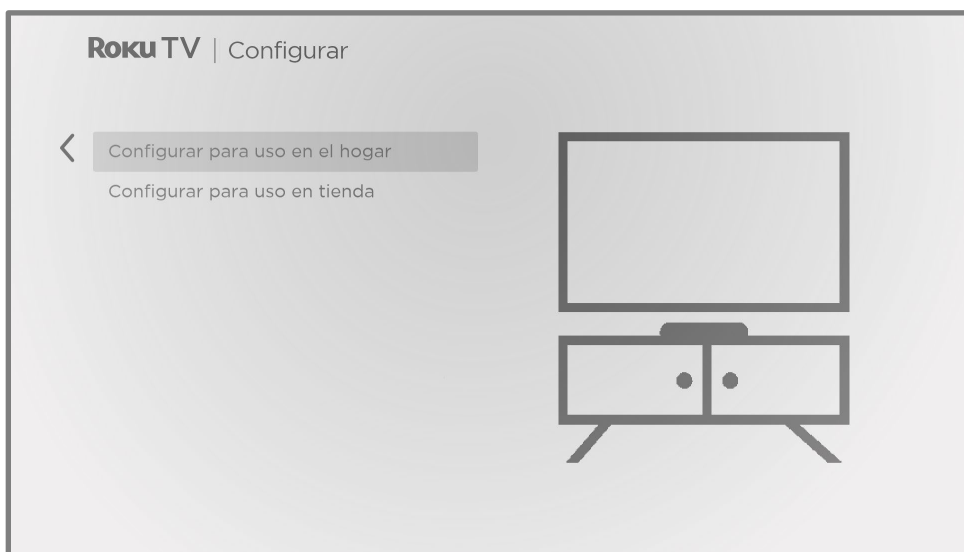 Roku TV | Configurar
Configurar para uso en el hogar
Configurar para uso en tienda